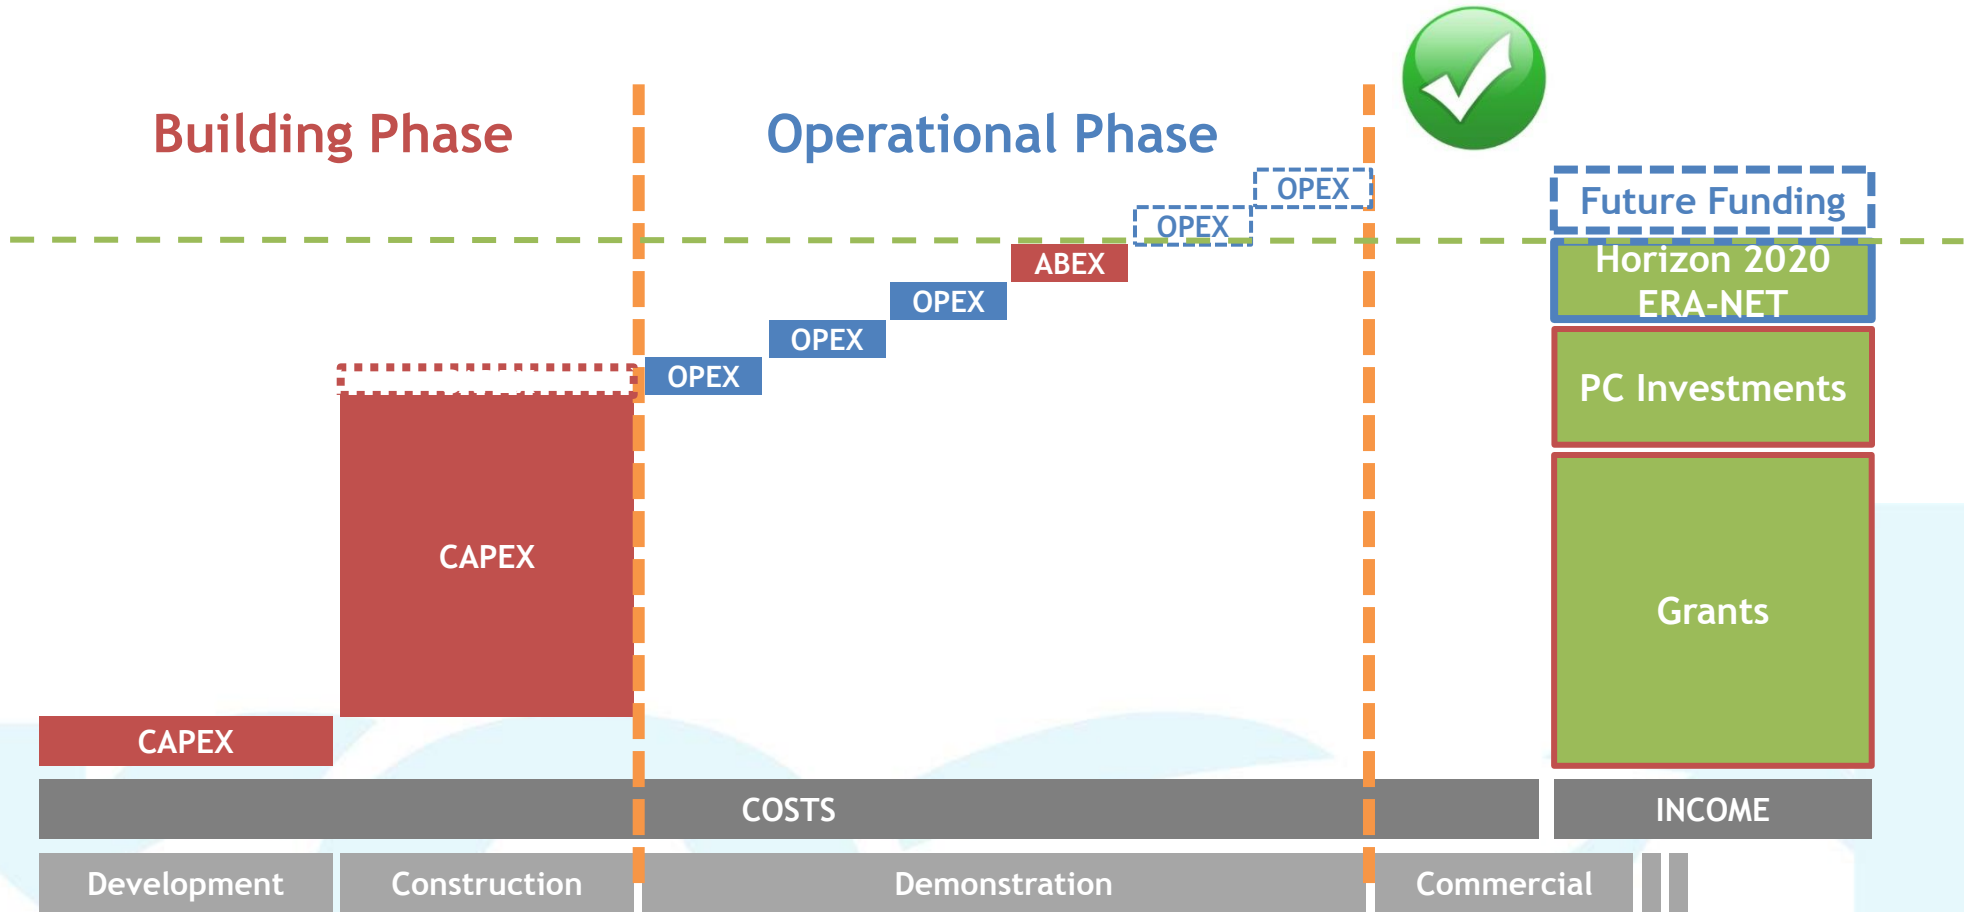 Building Phase
Operational Phase
OPEX
OPEX
ABEX
OPEX
OPEX
OPEX
CAPEX
CAPEX
Future Funding
Horizon 2020
ERA-NET
PC Investments
Grants
COSTS
INCOME
Development
Construction
Demonstration
Commercial